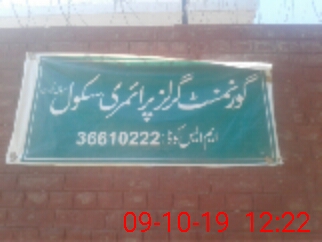 گورنمنٹ گرلز پرائمری سکول
ایم ایس کوڈ: 36610222
09-10-19 12:22